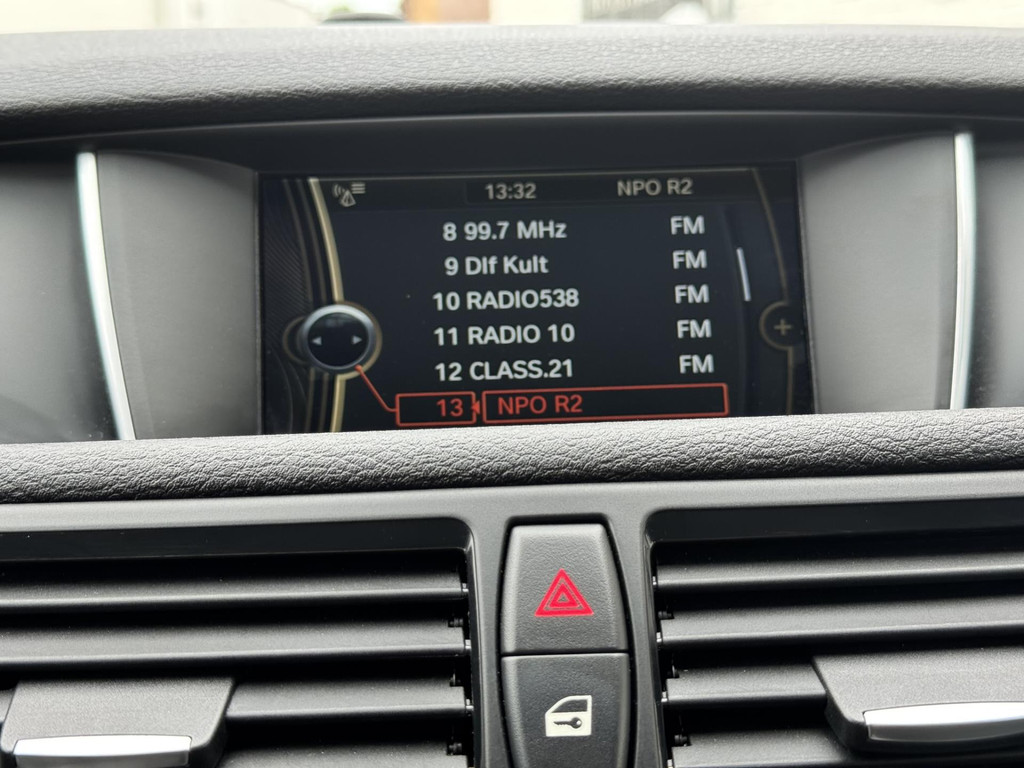 13:32 NPO R2
8 99.7 MHz FM
9 Dlf Kult FM
10 RADIO538 FM
11 RADIO 10 FM
12 CLASS.21 FM
13 NPO R2